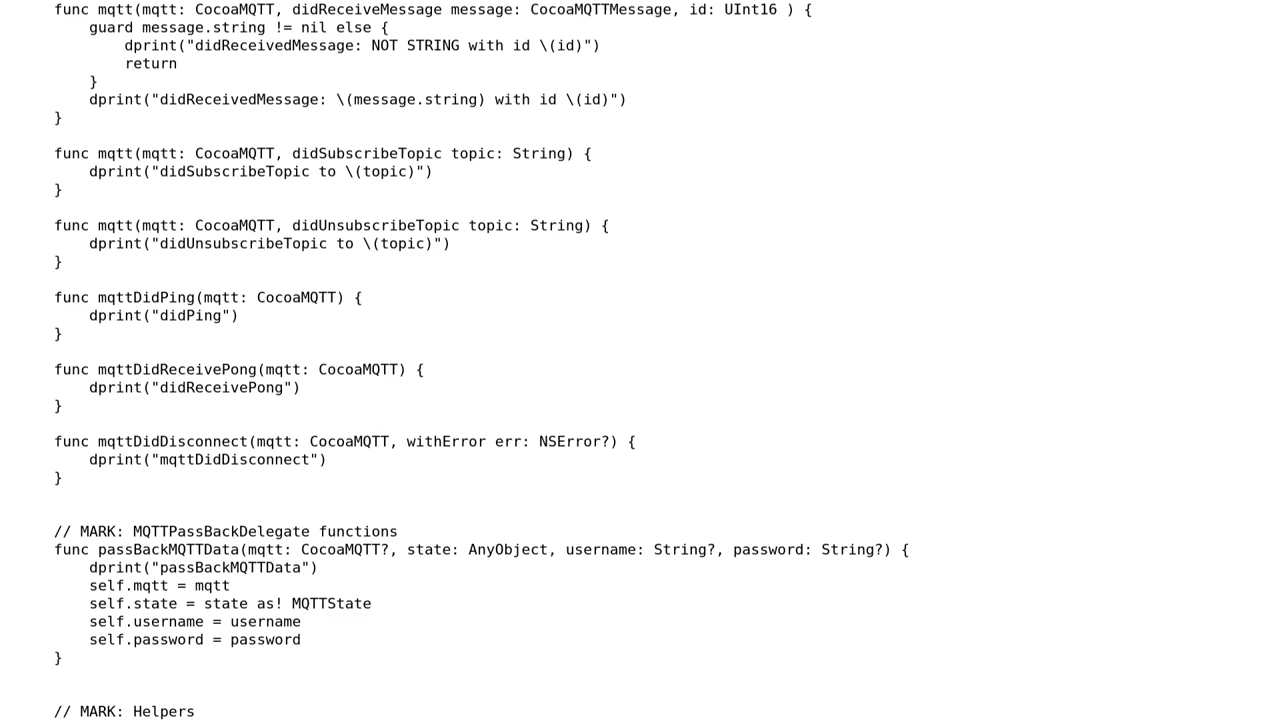 func mqtt(mqtt: CocoaMQTT, didReceiveMessage message: CocoaMQTTMessage, id: UInt16 ) {
    guard message.string != nil else {
        dprint("didReceivedMessage: NOT STRING with id \(id)")
        return
    }
    dprint("didReceivedMessage: \(message.string) with id \(id)")
}

func mqtt(mqtt: CocoaMQTT, didSubscribeTopic topic: String) {
    dprint("didSubscribeTopic to \(topic)")
}

func mqtt(mqtt: CocoaMQTT, didUnsubscribeTopic topic: String) {
    dprint("didUnsubscribeTopic to \(topic)")
}

func mqttDidPing(mqtt: CocoaMQTT) {
    dprint("didPing")
}

func mqttDidReceivePong(mqtt: CocoaMQTT) {
    dprint("didReceivePong")
}

func mqttDidDisconnect(mqtt: CocoaMQTT, withError err: NSError?) {
    dprint("mqttDidDisconnect")
}


// MARK: MQTTPassBackDelegate functions
func passBackMQTTData(mqtt: CocoaMQTT?, state: AnyObject, username: String?, password: String?) {
    dprint("passBackMQTTData")
    self.mqtt = mqtt
    self.state = state as! MQTTState
    self.username = username
    self.password = password
}


// MARK: Helpers